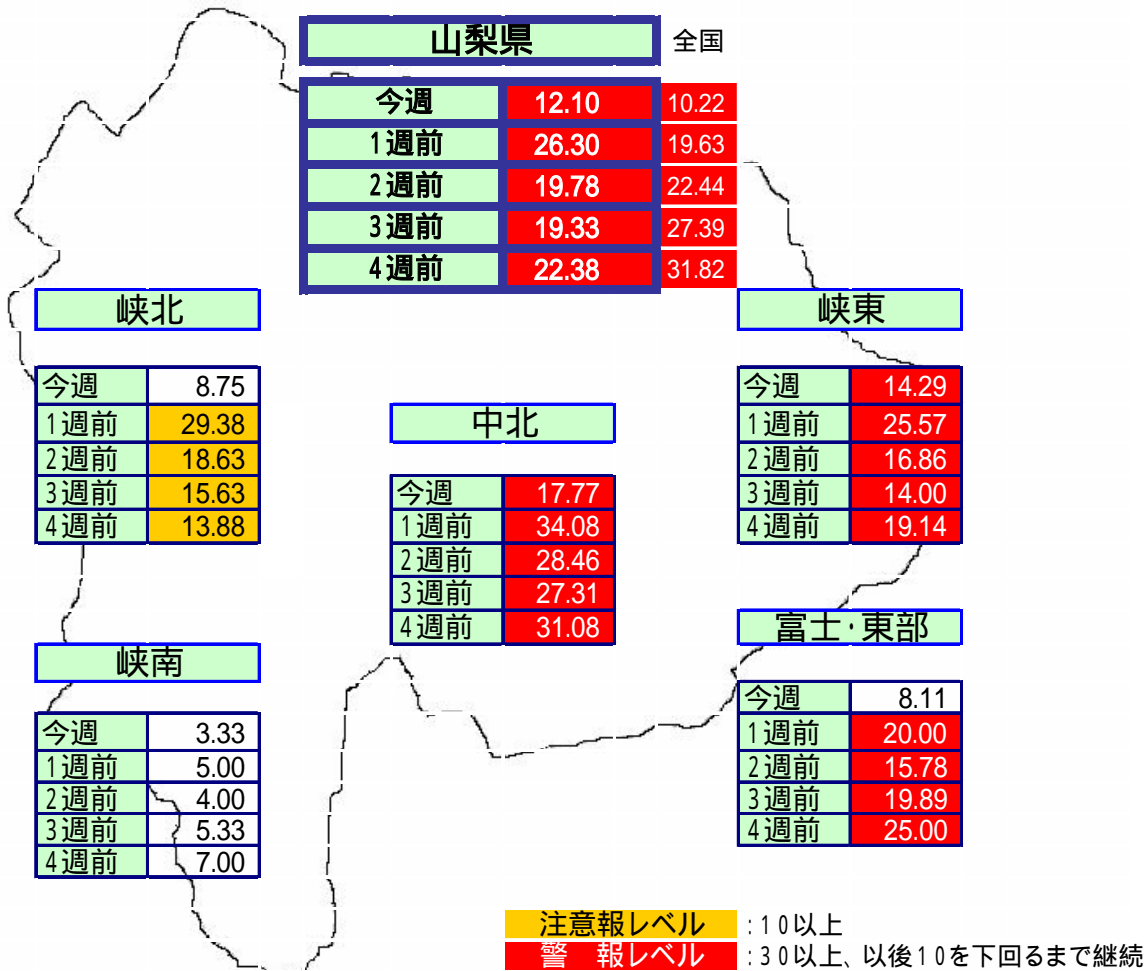 山梨県 全国
今週 12.10 10.22
1週前 26.30 19.63
2週前 19.78 22.44
3週前 19.33 27.39
4週前 22.38 31.82
峡北
今週 8.75
1週前 29.38
2週前 18.63
3週前 15.63
4週前 13.88
中北
今週 17.77
1週前 34.08
2週前 28.46
3週前 27.31
4週前 31.08
峡東
今週 14.29
1週前 25.57
2週前 16.86
3週前 14.00
4週前 19.14
峡南
今週 3.33
1週前 5.00
2週前 4.00
3週前 5.33
4週前 7.00
富士・東部
今週 8.11
1週前 20.00
2週前 15.78
3週前 19.89
4週前 25.00
注意報レベル :10以上
警 報レベル :30以上、以後10を下回るまで継続